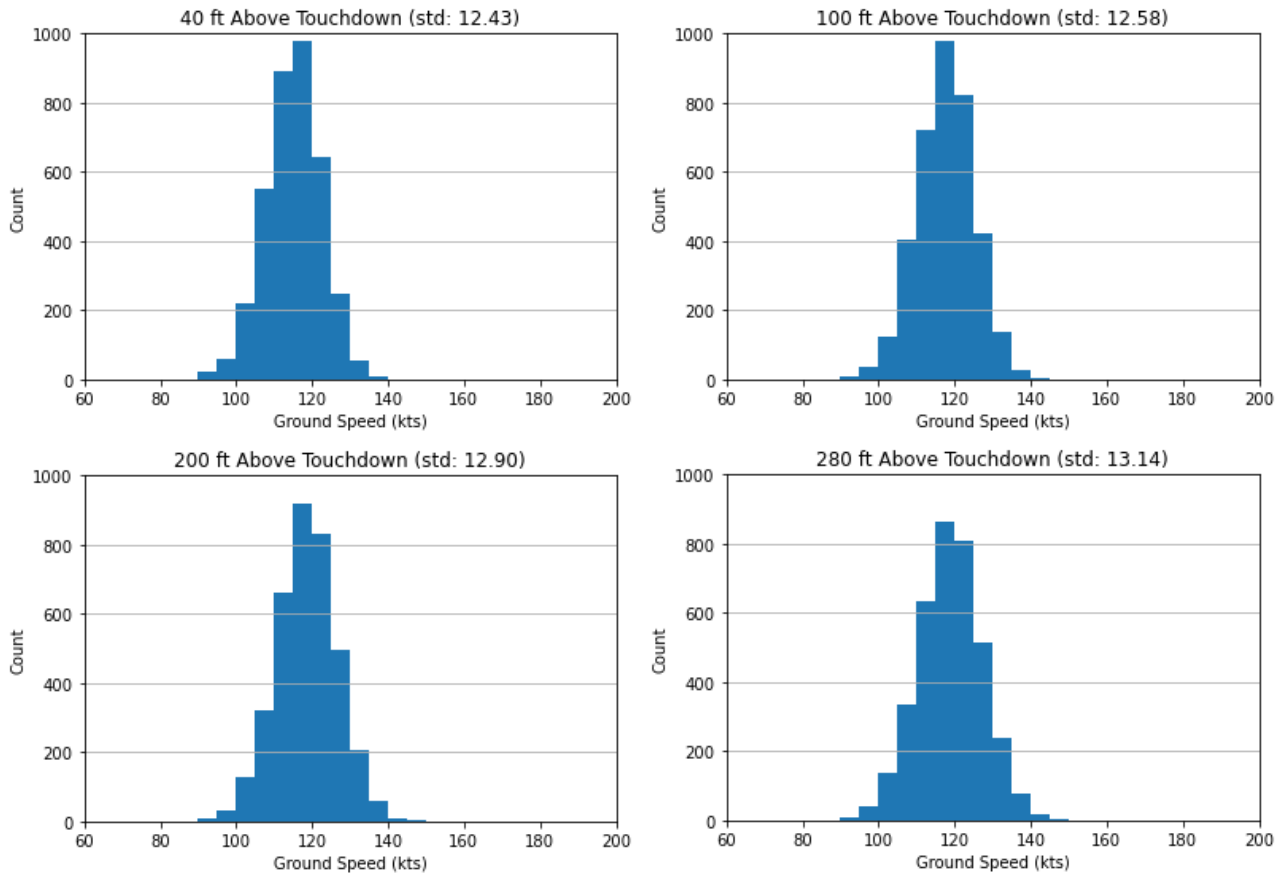 40 ft Above Touchdown (std: 12.43)
1000
800
600
400
200
0
Count
60 80 100 120 140 160 180 200
Ground Speed (kts)
100 ft Above Touchdown (std: 12.58)
1000
800
600
400
200
0
Count
60 80 100 120 140 160 180 200
Ground Speed (kts)
200 ft Above Touchdown (std: 12.90)
1000
800
600
400
200
0
Count
60 80 100 120 140 160 180 200
Ground Speed (kts)
280 ft Above Touchdown (std: 13.14)
1000
800
600
400
200
0
Count
60 80 100 120 140 160 180 200
Ground Speed (kts)